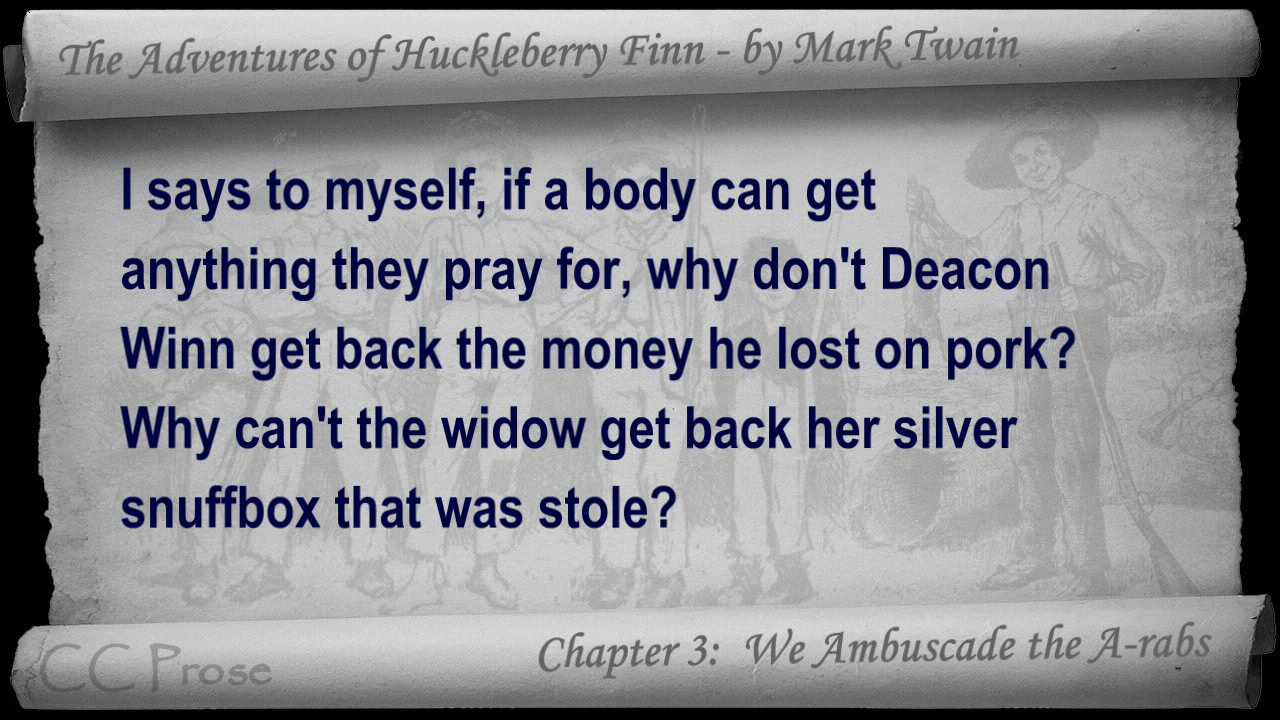 The Adventures of Huckleberry Finn - by Mark Twain
I says to myself, if a body can get
anything they pray for, why don't Deacon
Winn get back the money he lost on pork?
Why can't the widow get back her silver
snuffbox that was stole?
Chapter 3: We Ambuscade the A-rabs
CC Prose